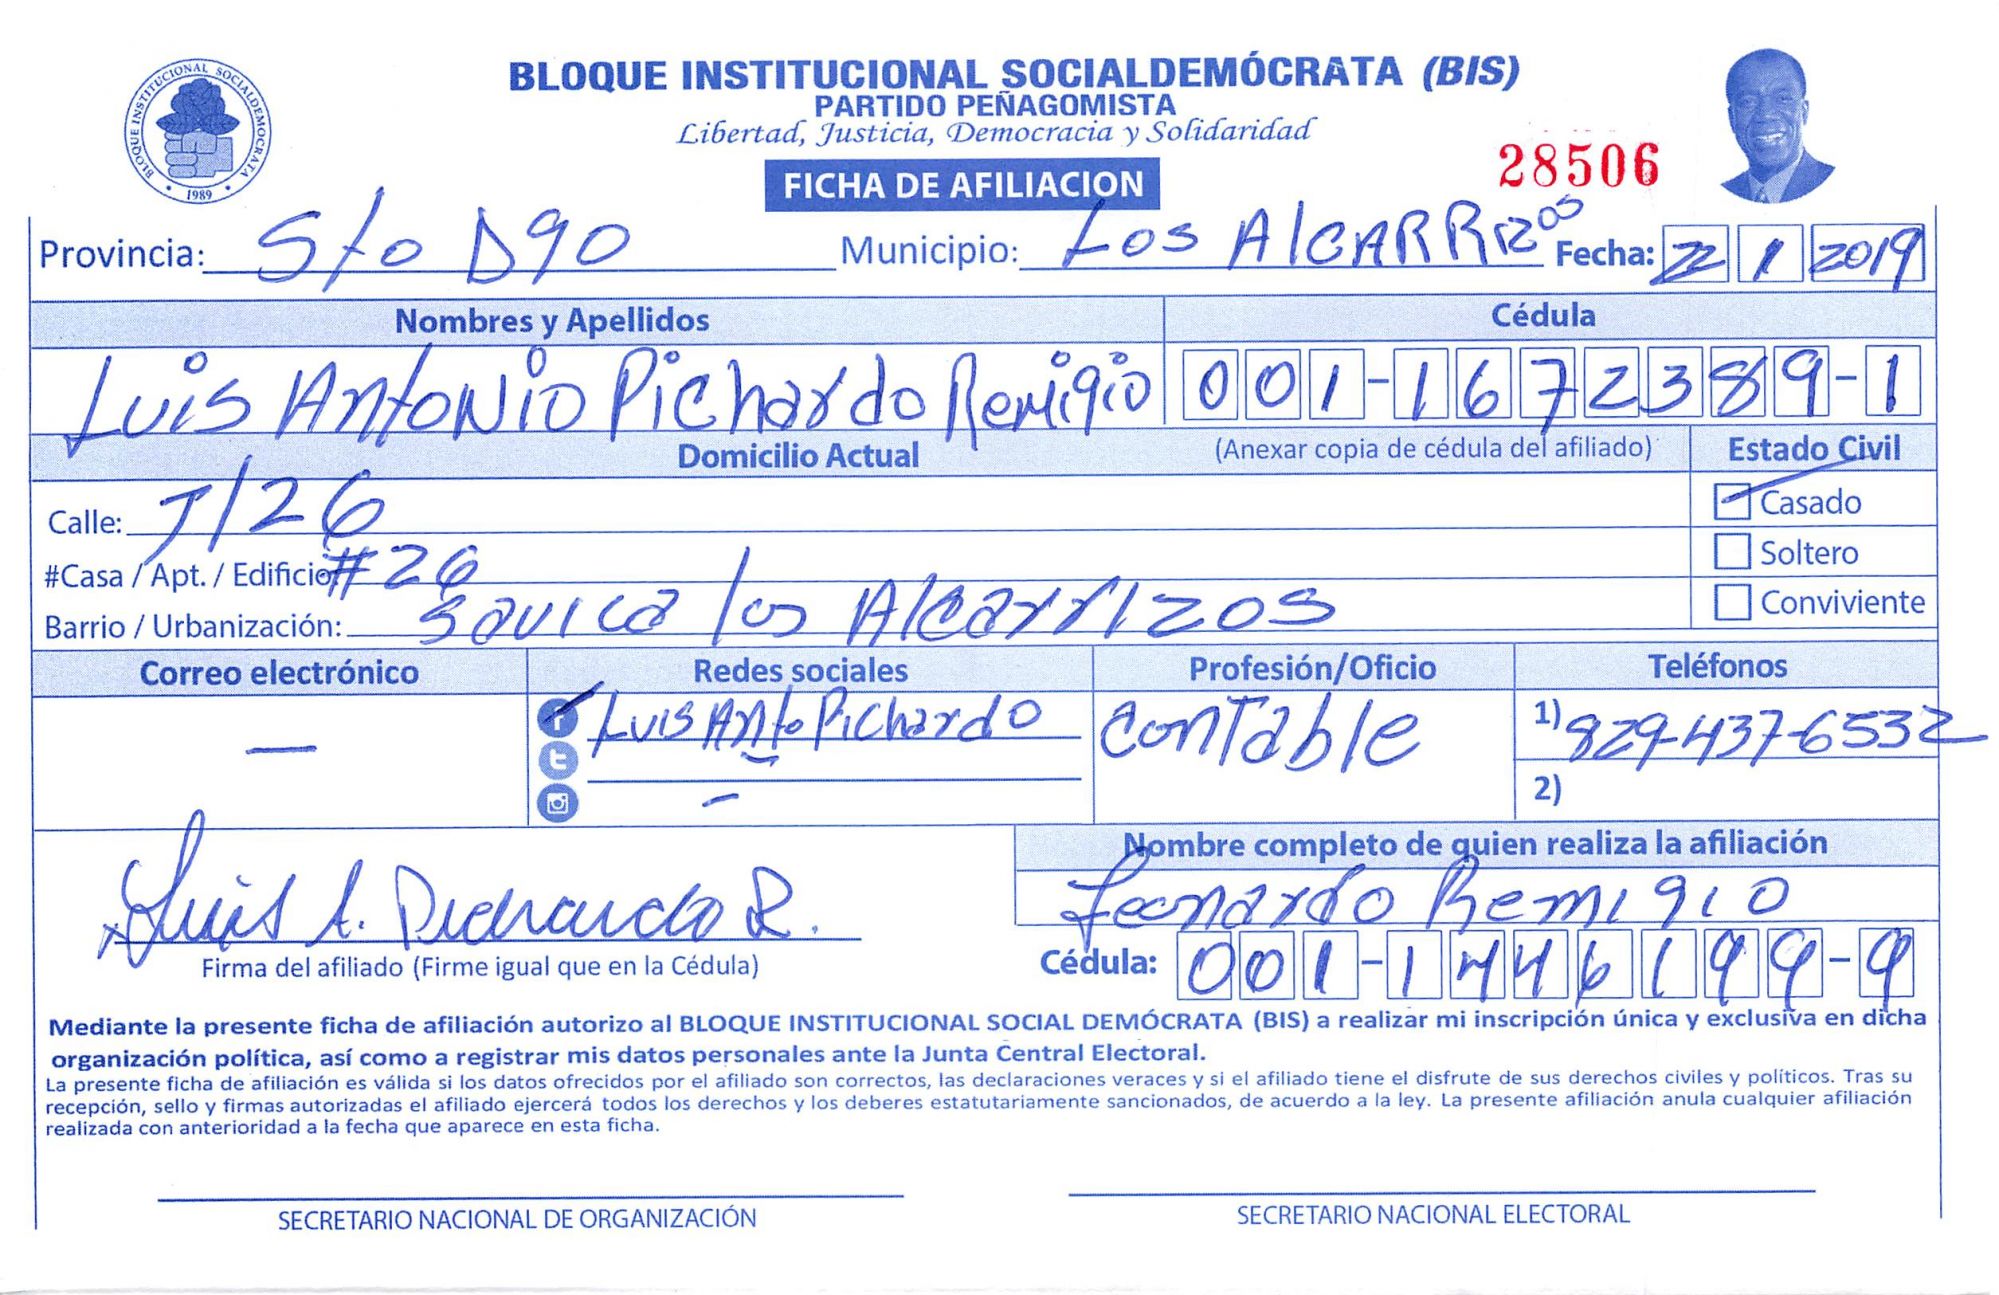 BLOQUE INSTITUCIONAL SOCIALDEMÓCRATA (BIS)
PARTIDO PEÑAGOMISTA
Libertad, Justicia, Democracia y Solidaridad
BLOQUE INSTITUCIONAL SOCIALDEMOCRATA
• 1989 •
28506
FICHA DE AFILIACION
Provincia: Sto Dgo Municipio: Los AlCARRizos Fecha: 22 1 2019
Nombres y Apellidos Cédula
Luis Antonio Pichardo Remigio 001-1672389-1
Domicilio Actual (Anexar copia de cédula del afiliado) Estado Civil
Calle: J/26 Casado
#Casa / Apt. / Edificio #26 Soltero
Barrio / Urbanización: Savica los Alcarrizos Conviviente
Correo electrónico Redes sociales Profesión/Oficio Teléfonos
— Luis Anto Pichardo Contable 1) 829-437-6532
– 2)
Nombre completo de quien realiza la afiliación
Luis A. Pichardo R. Leonardo Remigio
Firma del afiliado (Firme igual que en la Cédula) Cédula: 001-1446199-9
Mediante la presente ficha de afiliación autorizo al BLOQUE INSTITUCIONAL SOCIAL DEMÓCRATA (BIS) a realizar mi inscripción única y exclusiva en dicha
organización política, así como a registrar mis datos personales ante la Junta Central Electoral.
La presente ficha de afiliación es válida si los datos ofrecidos por el afiliado son correctos, las declaraciones veraces y si el afiliado tiene el disfrute de sus derechos civiles y políticos. Tras su
recepción, sello y firmas autorizadas el afiliado ejercerá todos los derechos y los deberes estatutariamente sancionados, de acuerdo a la ley. La presente afiliación anula cualquier afiliación
realizada con anterioridad a la fecha que aparece en esta ficha.
SECRETARIO NACIONAL DE ORGANIZACIÓN SECRETARIO NACIONAL ELECTORAL